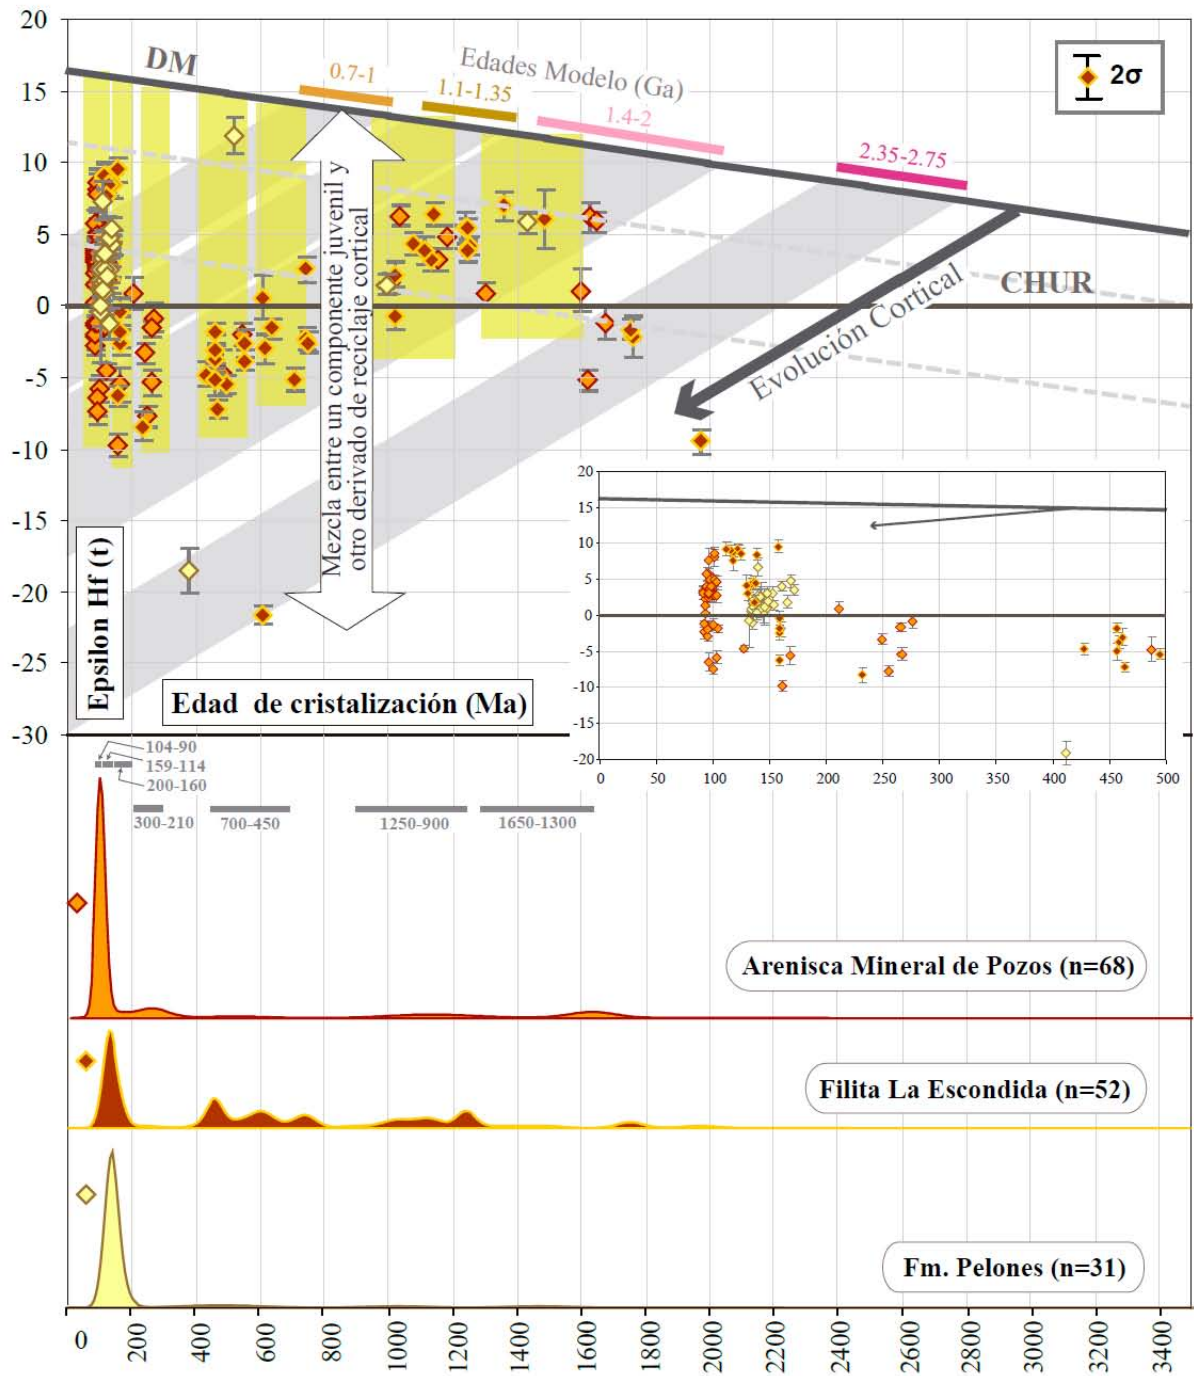 20
15
10
5
0
-5
-10
-15
-20
-25
-30
DM
0.7-1
Edades Modelo (Ga)
1.1-1.35
1.4-2
2.35-2.75
2σ
CHUR
Evolución Cortical
Mezcla entre un componente juvenil y
otro derivado de reciclaje cortical
Epsilon Hf (t)
Edad de cristalización (Ma)
20
15
10
5
0
-5
-10
-15
-20
0 50 100 150 200 250 300 350 400 450 500
104-90
159-114
200-160
300-210
700-450
1250-900
1650-1300
Arenisca Mineral de Pozos (n=68)
Filita La Escondida (n=52)
Fm. Pelones (n=31)
0 200 400 600 800 1000 1200 1400 1600 1800 2000 2200 2400 2600 2800 3000 3200 3400